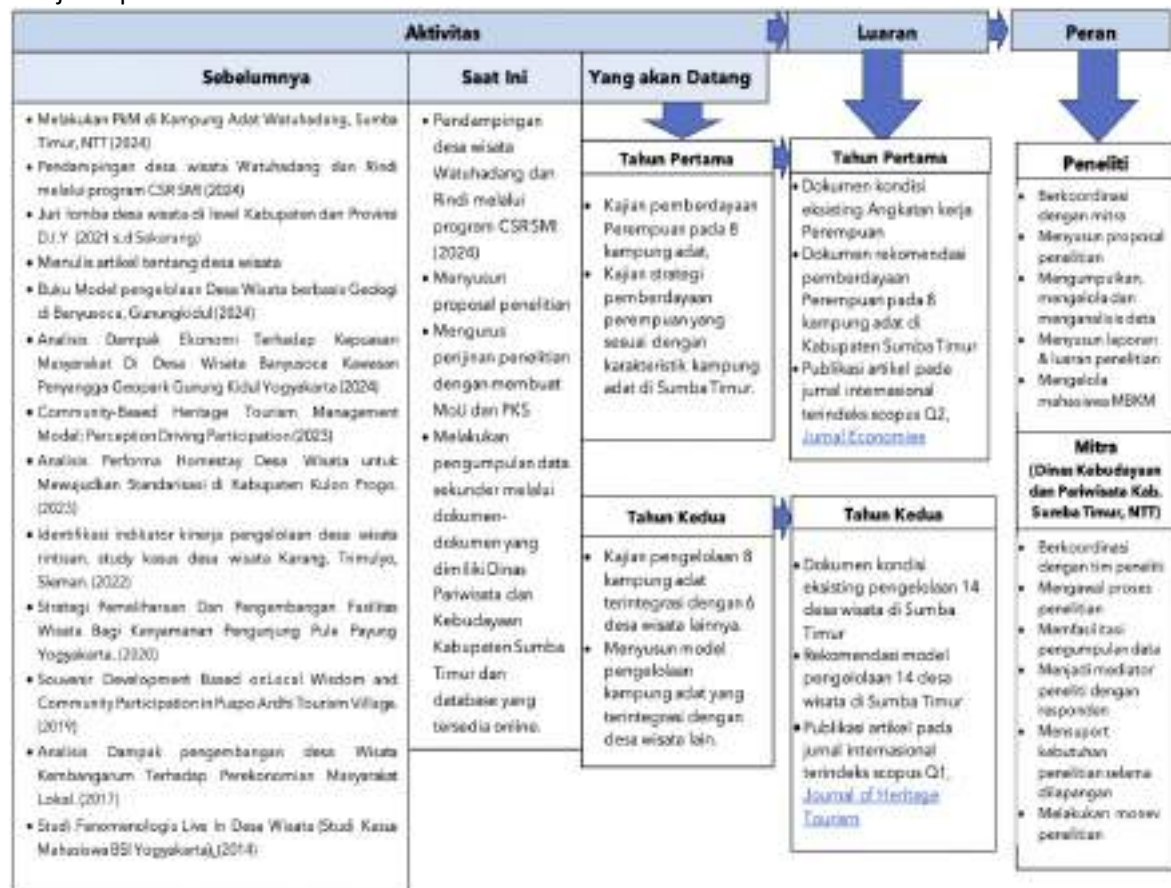 Aktivitas
Luaran
Peran
Sebelumnya
Saat Ini
Yang akan Datang
• Melakukan PkM di Kampung Adat Watuhadang, Sumba
Timur, NTT (2024)
• Pendampingan desa wisata Watuhadang dan Rindi
melalui program CSR SMI (2024)
• Juri lomba desa wisata di level Kabupaten dan Provinsi
D.I.Y (2021 s.d Sekarang)
• Menulis artikel tentang desa wisata
• Buku Model pengelolaan Desa Wisata berbasis Geologi
di Banyusoca, Gunungkidul (2024)
• Analisis Dampak Ekonomi Terhadap Kepuasan
Masyarakat Di Desa Wisata Banyusoca Kawasan
Penyangga Geopark Gunung Kidul Yogyakarta (2024)
• Community-Based Heritage Tourism Management
Model: Perception Driving Participation (2023)
• Analisis Performa Homestay Desa Wisata untuk
Mewujudkan Standarisasi di Kabupaten Kulon Progo.
(2023)
• Identifikasi indikator kinerja pengelolaan desa wisata
rintisan, study kasus desa wisata Karang, Trimulyo,
Sleman. (2022)
• Strategi Pemeliharaan Dan Pengembangan Fasilitas
Wisata Bagi Kenyamanan Pengunjung Pule Payung
Yogyakarta. (2020)
• Souvenir Development Based on Local Wisdom and
Community Participation in Puspo Ardhi Tourism Village.
(2019)
• Analisis Dampak pengembangan desa Wisata
Kembangarum Terhadap Perekonomian Masyarakat
Lokal. (2017)
• Studi Fenomenologis Live In Desa Wisata (Studi Kasus
Mahasiswa BSI Yogyakarta), (2014)
• Pendampingan
desa wisata
Watuhadang dan
Rindi melalui
program CSR SMI
(2024)
• Menyusun
proposal penelitian
• Mengurus
perijinan penelitian
dengan membuat
MoU dan PKS
• Melakukan
pengumpulan data
sekunder melalui
dokumen-
dokumen yang
dimiliki Dinas
Pariwisata dan
Kebudayaan
Kabupaten Sumba
Timur dan
database yang
tersedia online.
Tahun Pertama
• Kajian pemberdayaan
Perempuan pada 8
kampung adat,
• Kajian strategi
pemberdayaan
perempuan yang
sesuai dengan
karakteristik kampung
adat di Sumba Timur.
Tahun Kedua
• Kajian pengelolaan 8
kampung adat
terintegrasi dengan 6
desa wisata lainnya.
• Menyusun model
pengelolaan
kampung adat yang
terintegrasi dengan
desa wisata lain.
Tahun Pertama
• Dokumen kondisi
eksisting Angkatan kerja
Perempuan
• Dokumen rekomendasi
pemberdayaan
Perempuan pada 8
kampung adat di
Kabupaten Sumba Timur
• Publikasi artikel pada
jurnal internasional
terindeks scopus Q2,
Jurnal Economies
Tahun Kedua
• Dokumen kondisi
eksisting pengelolaan 14
desa wisata di Sumba
Timur
• Rekomendasi model
pengelolaan 14 desa
wisata di Sumba Timur
• Publikasi artikel pada
jurnal internasional
terindeks scopus Q1,
Journal of Heritage
Tourism
Peneliti
• Berkoordinasi
dengan mitra
• Menyusun proposal
penelitian
• Mengumpulkan,
mengelola dan
menganalisis data
• Menyusun laporan
& luaran penelitian
• Mengelola
mahasiswa MBKM
Mitra
(Dinas Kebudayaan
dan Pariwisata Kab.
Sumba Timur, NTT)
• Berkoordinasi
dengan tim peneliti
• Mengawal proses
penelitian
• Memfasilitasi
pengumpulan data
• Menjadi mediator
peneliti dengan
responden
• Mensuport
kebutuhan
penelitian selama
dilapangan
• Melakukan monev
penelitian